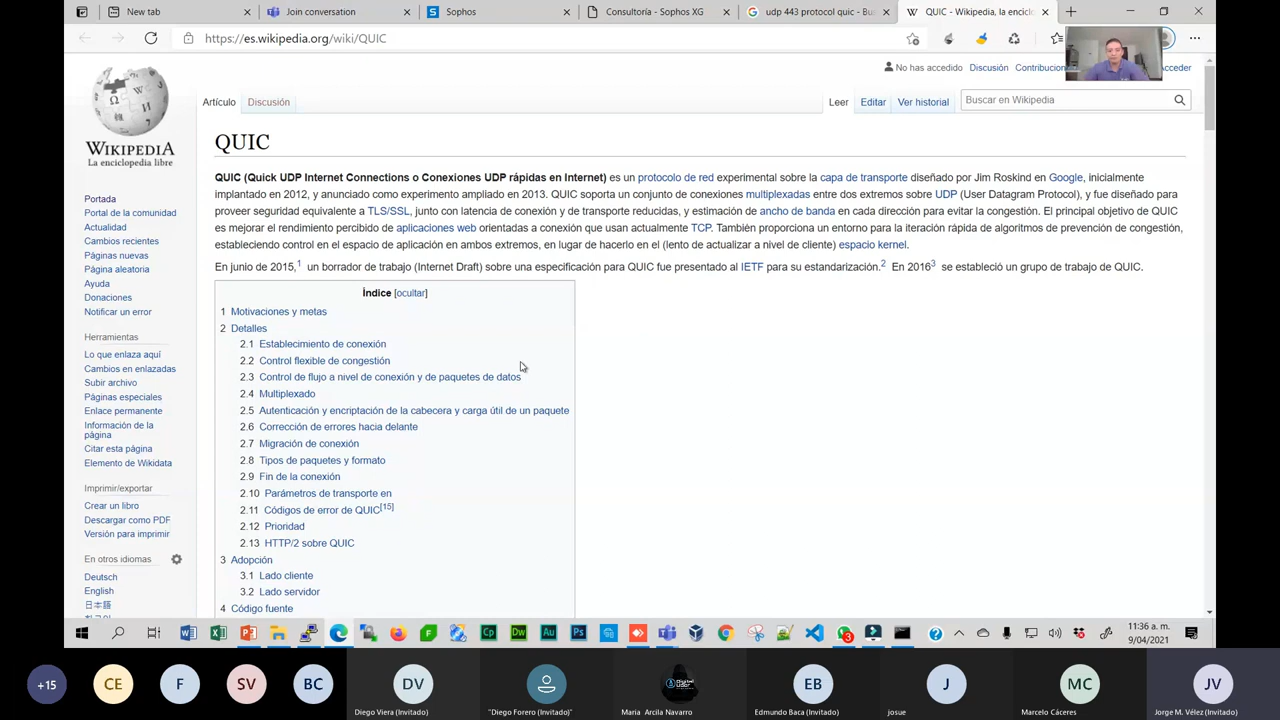 New tab
Join conversation
Sophos
Consultoría - Sophos XG
udp 443 protocol quic - Bu
QUIC - Wikipedia, la encicl
https://es.wikipedia.org/wiki/QUIC
No has accedido
Discusión
Contribucion
Acceder
Artículo
Discusión
Leer
Editar
Ver historial
Buscar en Wikipedia
WIKIPEDIA
La enciclopedia libre
QUIC
QUIC (Quick UDP Internet Connections o Conexiones UDP rápidas en Internet) es un protocolo de red experimental sobre la capa de transporte diseñado por Jim Roskind en Google, inicialmente
implantado en 2012, y anunciado como experimento ampliado en 2013. QUIC soporta un conjunto de conexiones multiplexadas entre dos extremos sobre UDP (User Datagram Protocol), y fue diseñado para
proveer seguridad equivalente a TLS/SSL, junto con latencia de conexión y de transporte reducidas, y estimación de ancho de banda en cada dirección para evitar la congestión. El principal objetivo de QUIC
es mejorar el rendimiento percibido de aplicaciones web orientadas a conexión que usan actualmente TCP. También proporciona un entorno para la iteración rápida de algoritmos de prevención de congestión,
estableciendo control en el espacio de aplicación en ambos extremos, en lugar de hacerlo en el (lento de actualizar a nivel de cliente) espacio kernel.
En junio de 2015,1 un borrador de trabajo (Internet Draft) sobre una especificación para QUIC fue presentado al IETF para su estandarización.2 En 20163 se estableció un grupo de trabajo de QUIC.
Índice [ocultar]
1 Motivaciones y metas
2 Detalles
2.1 Establecimiento de conexión
2.2 Control flexible de congestión
2.3 Control de flujo a nivel de conexión y de paquetes de datos
2.4 Multiplexado
2.5 Autenticación y encriptación de la cabecera y carga útil de un paquete
2.6 Corrección de errores hacia delante
2.7 Migración de conexión
2.8 Tipos de paquetes y formato
2.9 Fin de la conexión
2.10 Parámetros de transporte en
2.11 Códigos de error de QUIC[15]
2.12 Prioridad
2.13 HTTP/2 sobre QUIC
3 Adopción
3.1 Lado cliente
3.2 Lado servidor
4 Código fuente
Portada
Portal de la comunidad
Actualidad
Cambios recientes
Páginas nuevas
Página aleatoria
Ayuda
Donaciones
Notificar un error
Herramientas
Lo que enlaza aquí
Cambios en enlazadas
Subir archivo
Páginas especiales
Enlace permanente
Información de la
página
Citar esta página
Elemento de Wikidata
Imprimir/exportar
Crear un libro
Descargar como PDF
Versión para imprimir
En otros idiomas
Deutsch
English
日本語
11:36 a. m.
9/04/2021
+15
CE
F
SV
BC
DV
EB
J
MC
JV
Diego Viera (Invitado)
"Diego Forero (Invitado)"
Maria Arcila Navarro
Edmundo Baca (Invitado)
josue
Marcelo Cáceres
Jorge M. Vélez (Invitado)